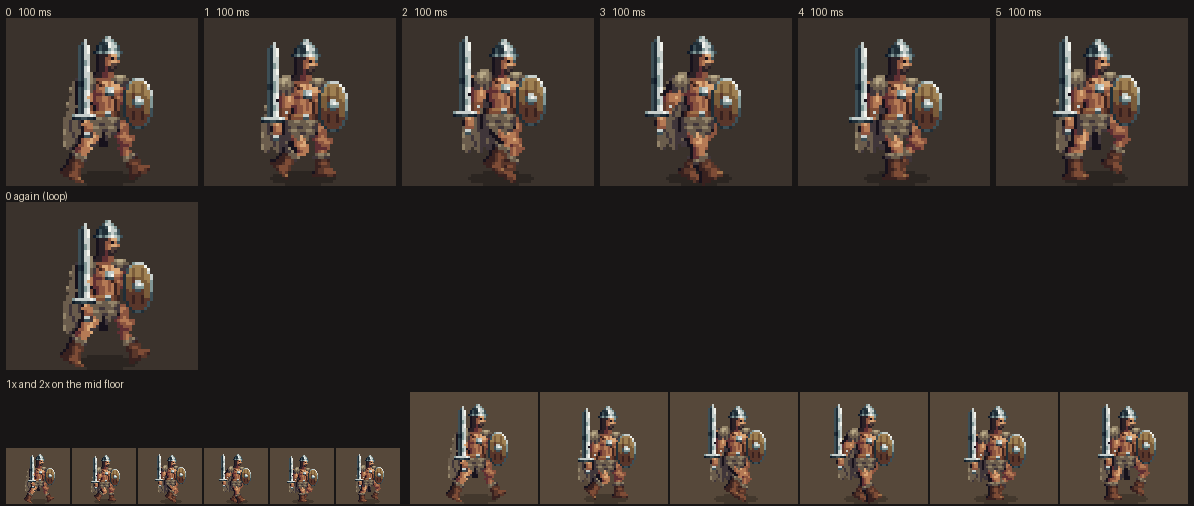 0 100 ms
1 100 ms
2 100 ms
3 100 ms
4 100 ms
5 100 ms
0 again (loop)
1x and 2x on the mid floor